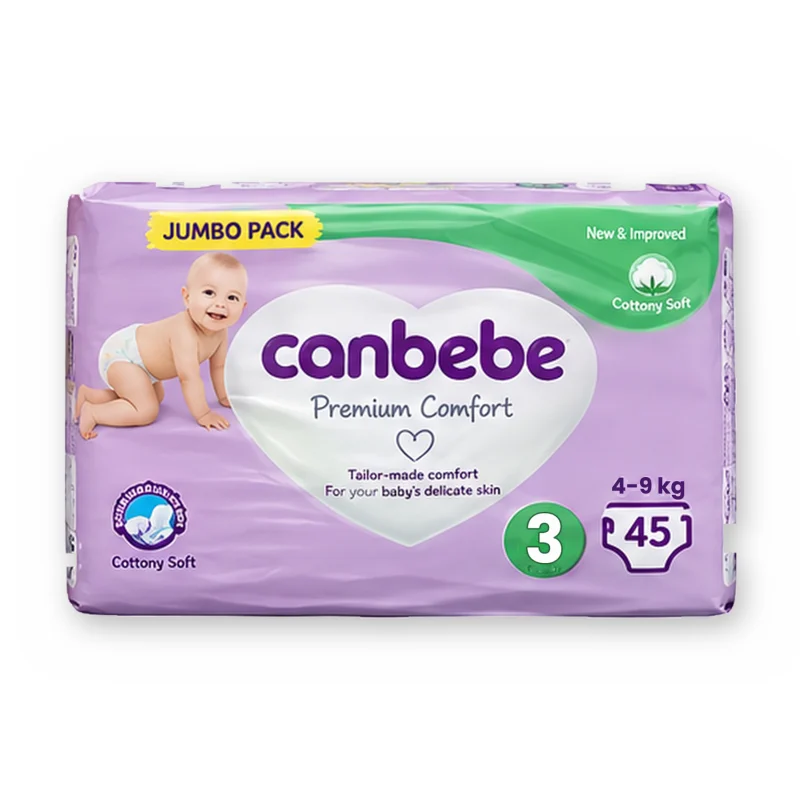 JUMBO PACK
New & Improved
Cottony Soft
canbebe
Premium Comfort
Tailor-made comfort
For your baby's delicate skin
4-9 kg
3
45
Cottony Soft